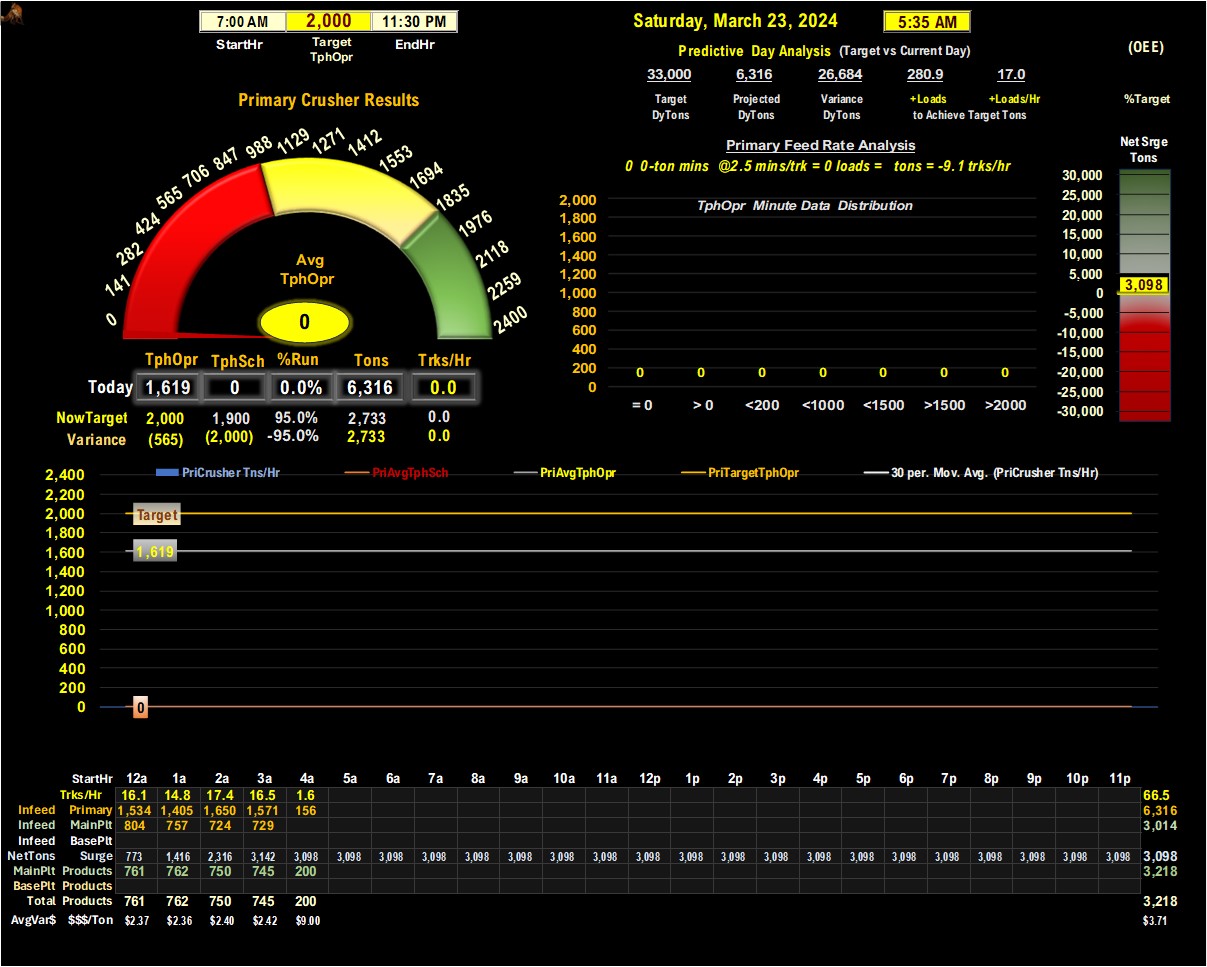 7:00 AM 2,000 11:30 PM
StartHr Target TphOpr EndHr
Saturday, March 23, 2024 5:35 AM
Predictive Day Analysis (Target vs Current Day)
(OEE)
33,000 6,316 26,684 280.9 17.0
Target Projected Variance +Loads +Loads/Hr
DyTons DyTons DyTons to Achieve Target Tons
%Target
Primary Crusher Results
0 141 282 424 565 706 847 988 1129 1271 1412 1553 1694 1835 1976 2118 2259 2400
Avg
TphOpr
0
Primary Feed Rate Analysis
0 0-ton mins @2.5 mins/trk = 0 loads = tons = -9.1 trks/hr
TphOpr Minute Data Distribution
2,000
1,800
1,600
1,400
1,200
1,000
800
600
400
200
0
0 0 0 0 0 0 0
= 0 > 0 <200 <1000 <1500 >1500 >2000
Net Srge
Tons
30,000
25,000
20,000
15,000
10,000
5,000
3,098
0
-5,000
-10,000
-15,000
-20,000
-25,000
-30,000
TphOpr TphSch %Run Tons Trks/Hr
Today 1,619 0 0.0% 6,316 0.0
NowTarget 2,000 1,900 95.0% 2,733 0.0
Variance (565) (2,000) -95.0% 2,733 0.0
PriCrusher Tns/Hr PriAvgTphSch PriAvgTphOpr PriTargetTphOpr 30 per. Mov. Avg. (PriCrusher Tns/Hr)
2,400
2,200
2,000
1,800
1,600
1,400
1,200
1,000
800
600
400
200
0
Target
1,619
0
StartHr 12a 1a 2a 3a 4a 5a 6a 7a 8a 9a 10a 11a 12p 1p 2p 3p 4p 5p 6p 7p 8p 9p 10p 11p
Trks/Hr 16.1 14.8 17.4 16.5 1.6 66.5
Infeed Primary 1,534 1,405 1,650 1,571 156 6,316
Infeed MainPlt 804 757 724 729 3,014
Infeed BasePlt
NetTons Surge 773 1,416 2,316 3,142 3,098 3,098 3,098 3,098 3,098 3,098 3,098 3,098 3,098 3,098 3,098 3,098 3,098 3,098 3,098 3,098 3,098 3,098 3,098 3,098 3,098
MainPlt Products 761 762 750 745 200 3,218
BasePlt Products
Total Products 761 762 750 745 200 3,218
AvgVar$ $$$/Ton $2.37 $2.36 $2.40 $2.42 $9.00 $3.71